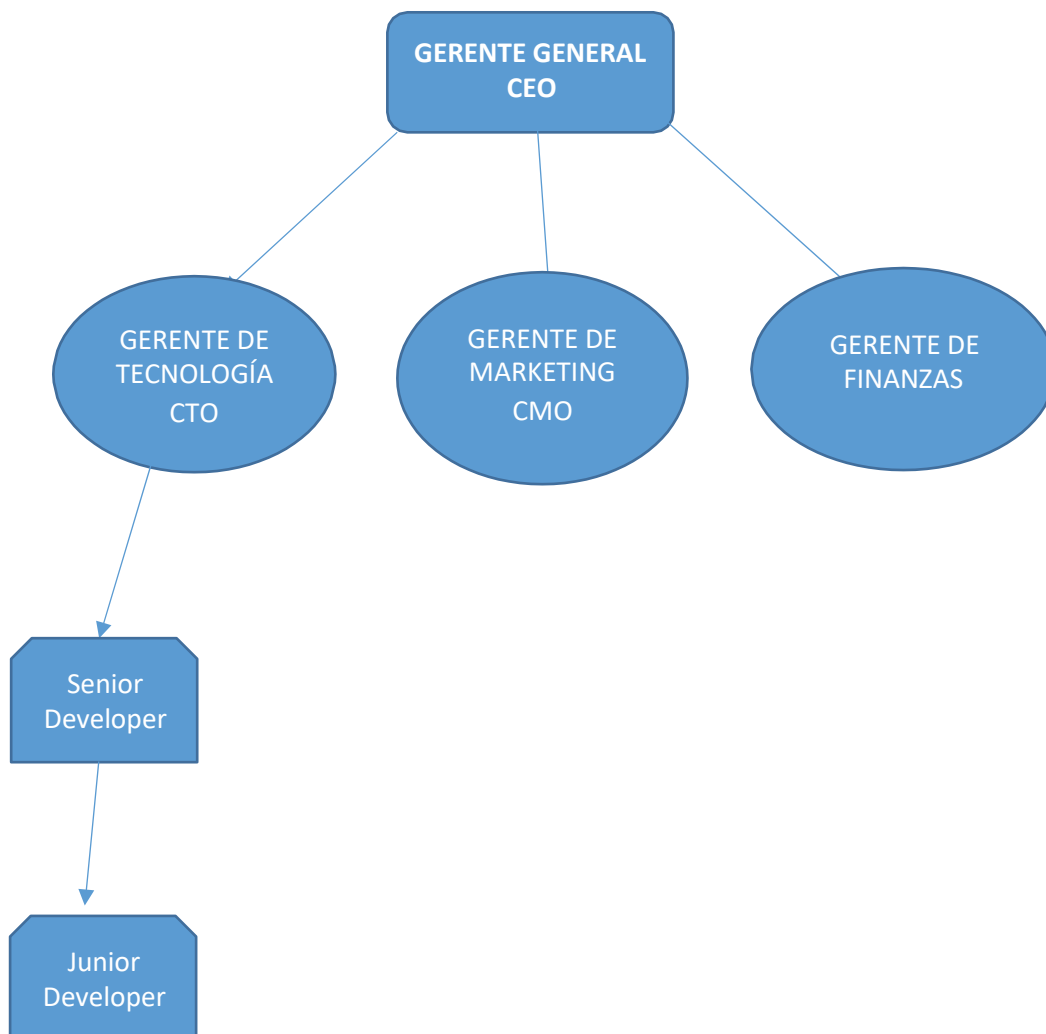 GERENTE GENERAL
CEO
GERENTE DE
TECNOLOGÍA
CTO
GERENTE DE
MARKETING
CMO
GERENTE DE
FINANZAS
Senior
Developer
Junior
Developer